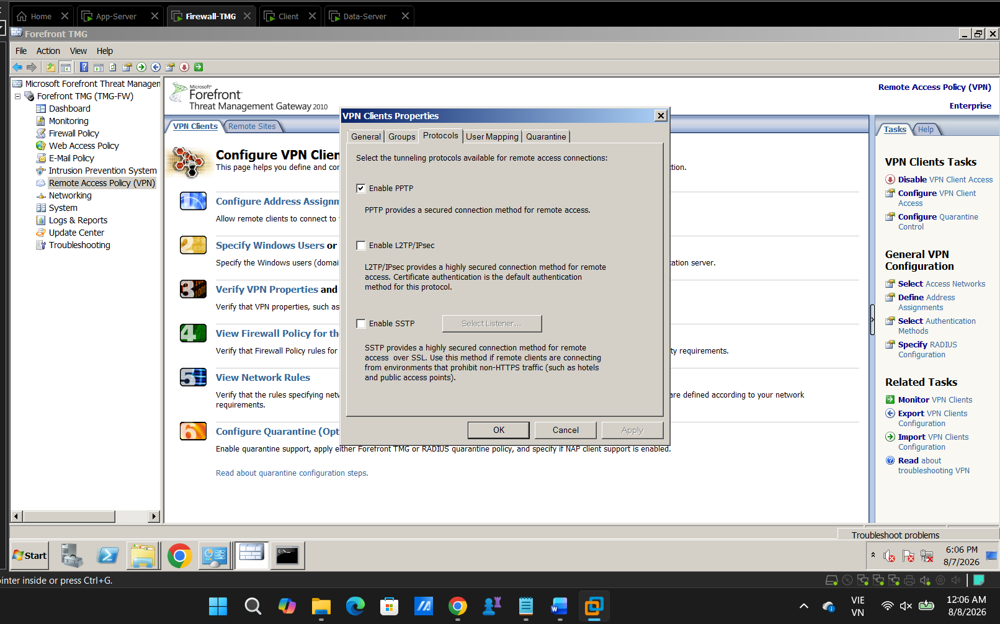 Home
App-Server
Firewall-TMG
Client
Data-Server
Forefront TMG
File Action View Help
Microsoft Forefront Threat Manager
Forefront TMG (TMG-FW)
Dashboard
Monitoring
Firewall Policy
Web Access Policy
E-Mail Policy
Intrusion Prevention System
Remote Access Policy (VPN)
Networking
System
Logs & Reports
Update Center
Troubleshooting
Microsoft®
Forefront™
Threat Management Gateway 2010
Remote Access Policy (VPN)
Enterprise
VPN Clients Remote Sites
Configure VPN Clien
This page helps you define and cor
ction.
Configure Address Assignm
Allow remote clients to connect to
Specify Windows Users or
Specify the Windows users (domai
cation server.
Verify VPN Properties and
Verify that VPN properties, such as
View Firewall Policy for th
Verify that Firewall Policy rules for
ty requirements.
View Network Rules
Verify that the rules specifying netv
are defined according to your network
requirements.
Configure Quarantine (Opt
Enable quarantine support, apply either Forefront TMG or RADIUS quarantine policy, and specify if NAP client support is enabled.
Read about quarantine configuration steps.
VPN Clients Properties
General Groups Protocols User Mapping Quarantine
Select the tunneling protocols available for remote access connections:
Enable PPTP
PPTP provides a secured connection method for remote access.
Enable L2TP/IPsec
L2TP/IPsec provides a highly secured connection method for remote
access. Certificate authentication is the default authentication
method for this protocol.
Enable SSTP
Select Listener...
SSTP provides a highly secured connection method for remote
access over SSL. Use this method if remote clients are connecting
from environments that prohibit non-HTTPS traffic (such as hotels
and public access points).
OK
Cancel
Apply
Tasks Help
VPN Clients Tasks
Disable VPN Client Access
Configure VPN Client
Access
Configure Quarantine
Control
General VPN
Configuration
Select Access Networks
Define Address
Assignments
Select Authentication
Methods
Specify RADIUS
Configuration
Related Tasks
Monitor VPN Clients
Export VPN Clients
Configuration
Import VPN Clients
Configuration
Read about
troubleshooting VPN
Troubleshoot problems
Start
6:06 PM
8/7/2026
ointer inside or press Ctrl+G.
VIE
VN
12:06 AM
8/8/2026